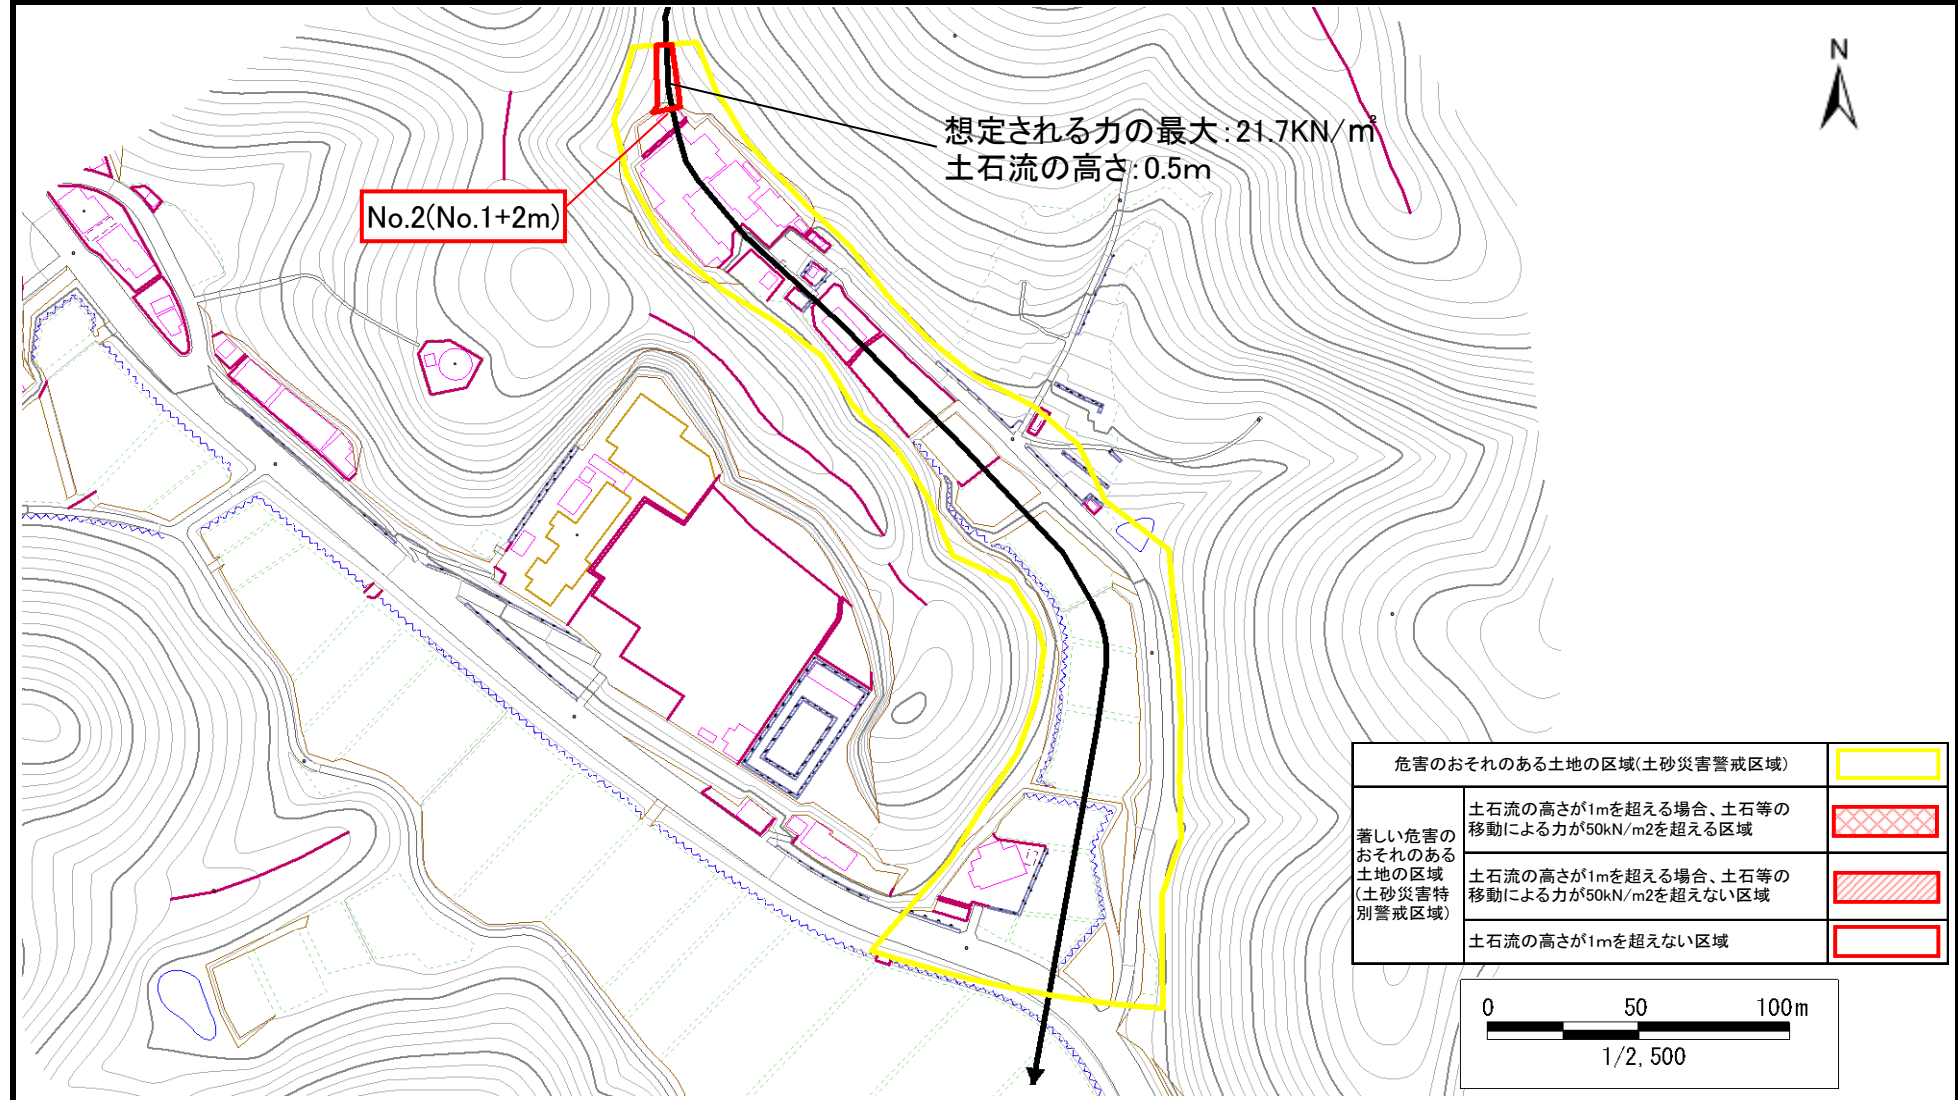 N
想定される力の最大:21.7KN/㎡
土石流の高さ:0.5m
No.2(No.1+2m)
危害のおそれのある土地の区域(土砂災害警戒区域)
著しい危害の
おそれのある
土地の区域
(土砂災害特
別警戒区域)
土石流の高さが1mを超える場合、土石等の
移動による力が50kN/m2を超える区域
土石流の高さが1mを超える場合、土石等の
移動による力が50kN/m2を超えない区域
土石流の高さが1mを超えない区域
0 50 100m
1/2,500